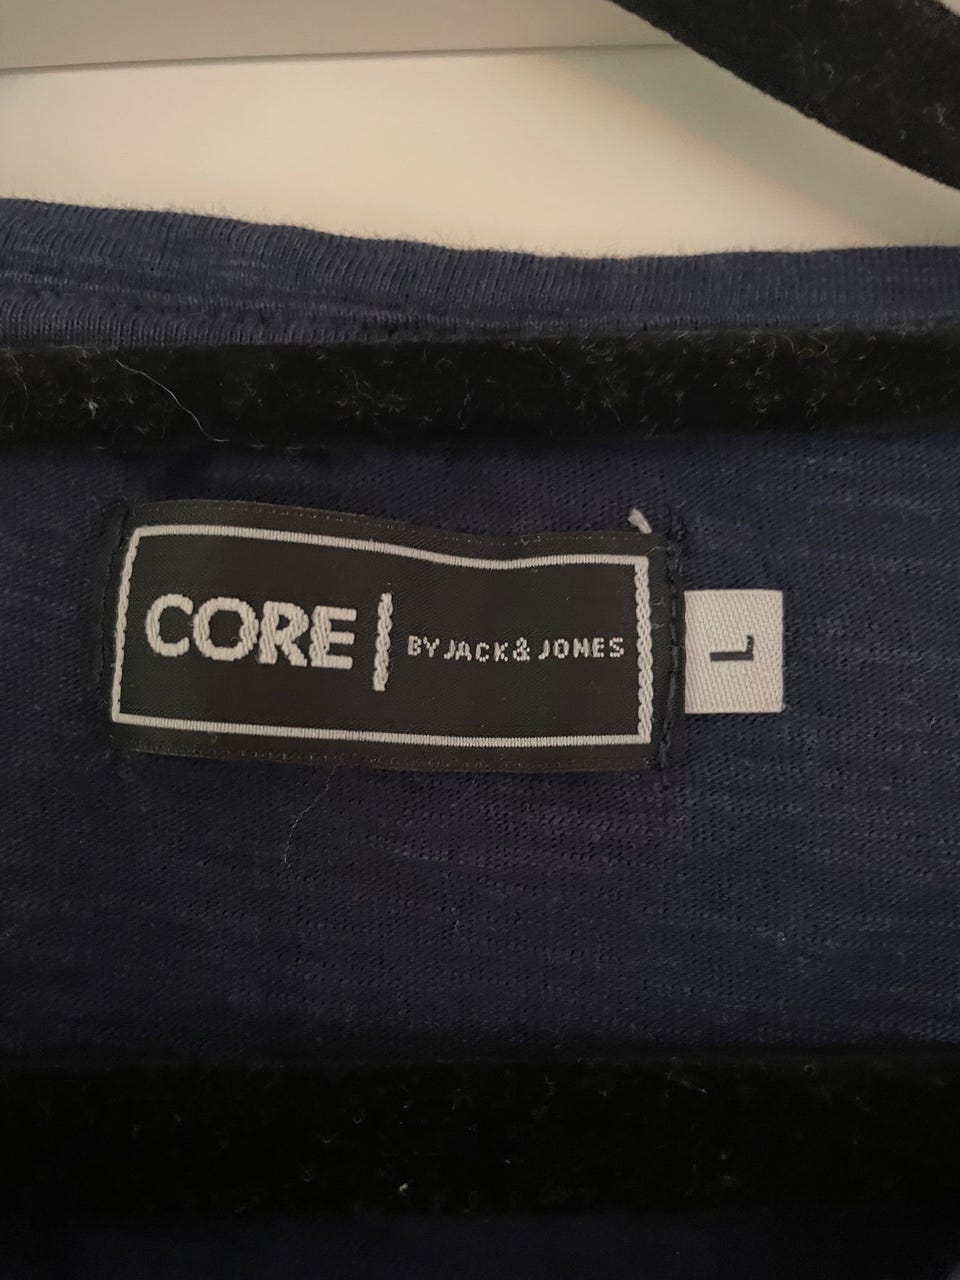 CORE | BY JACK & JONES
L